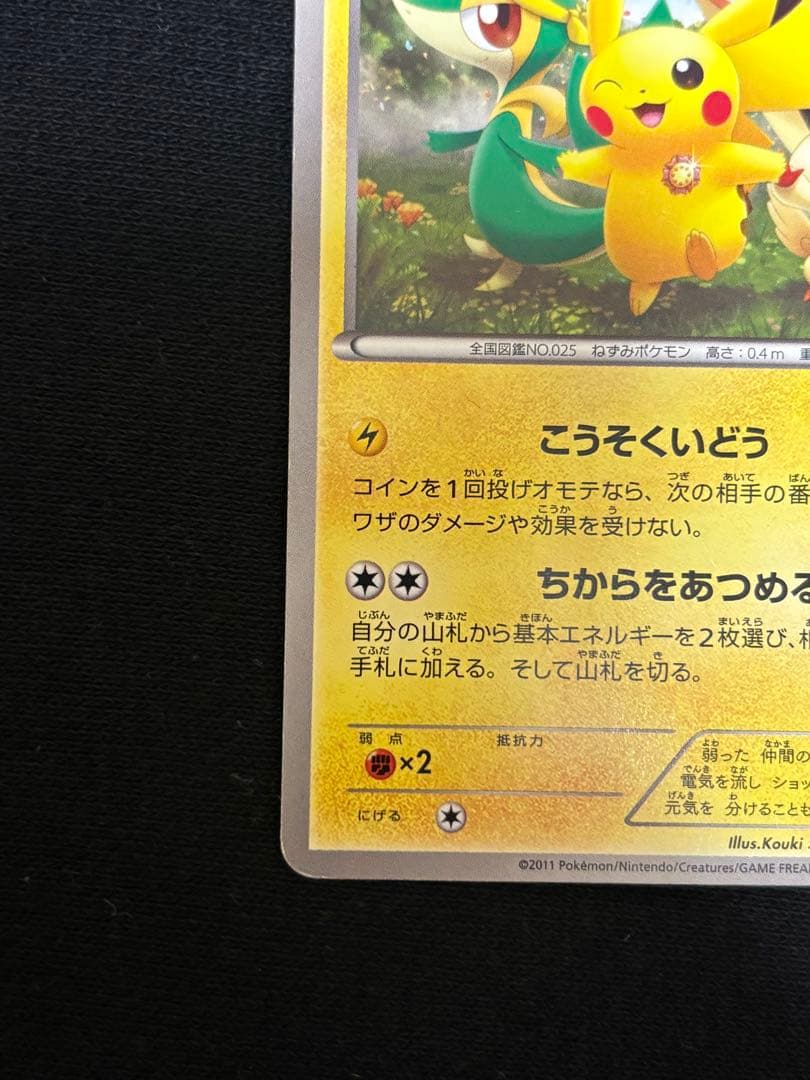 全国図鑑NO.025 ねずみポケモン 高さ：0.4m 重
こうそくいどう
コインを1回投げオモテなら、次の相手の番
ワザのダメージや効果を受けない。
ちからをあつめる
自分の山札から基本エネルギーを2枚選び、相
手札に加える。そして山札を切る。
弱点 抵抗力
×2
にげる
弱った 仲間の
電気を流し ショッ
元気を 分けることも
Illus.Kouki
©2011 Pokémon/Nintendo/Creatures/GAME FREA